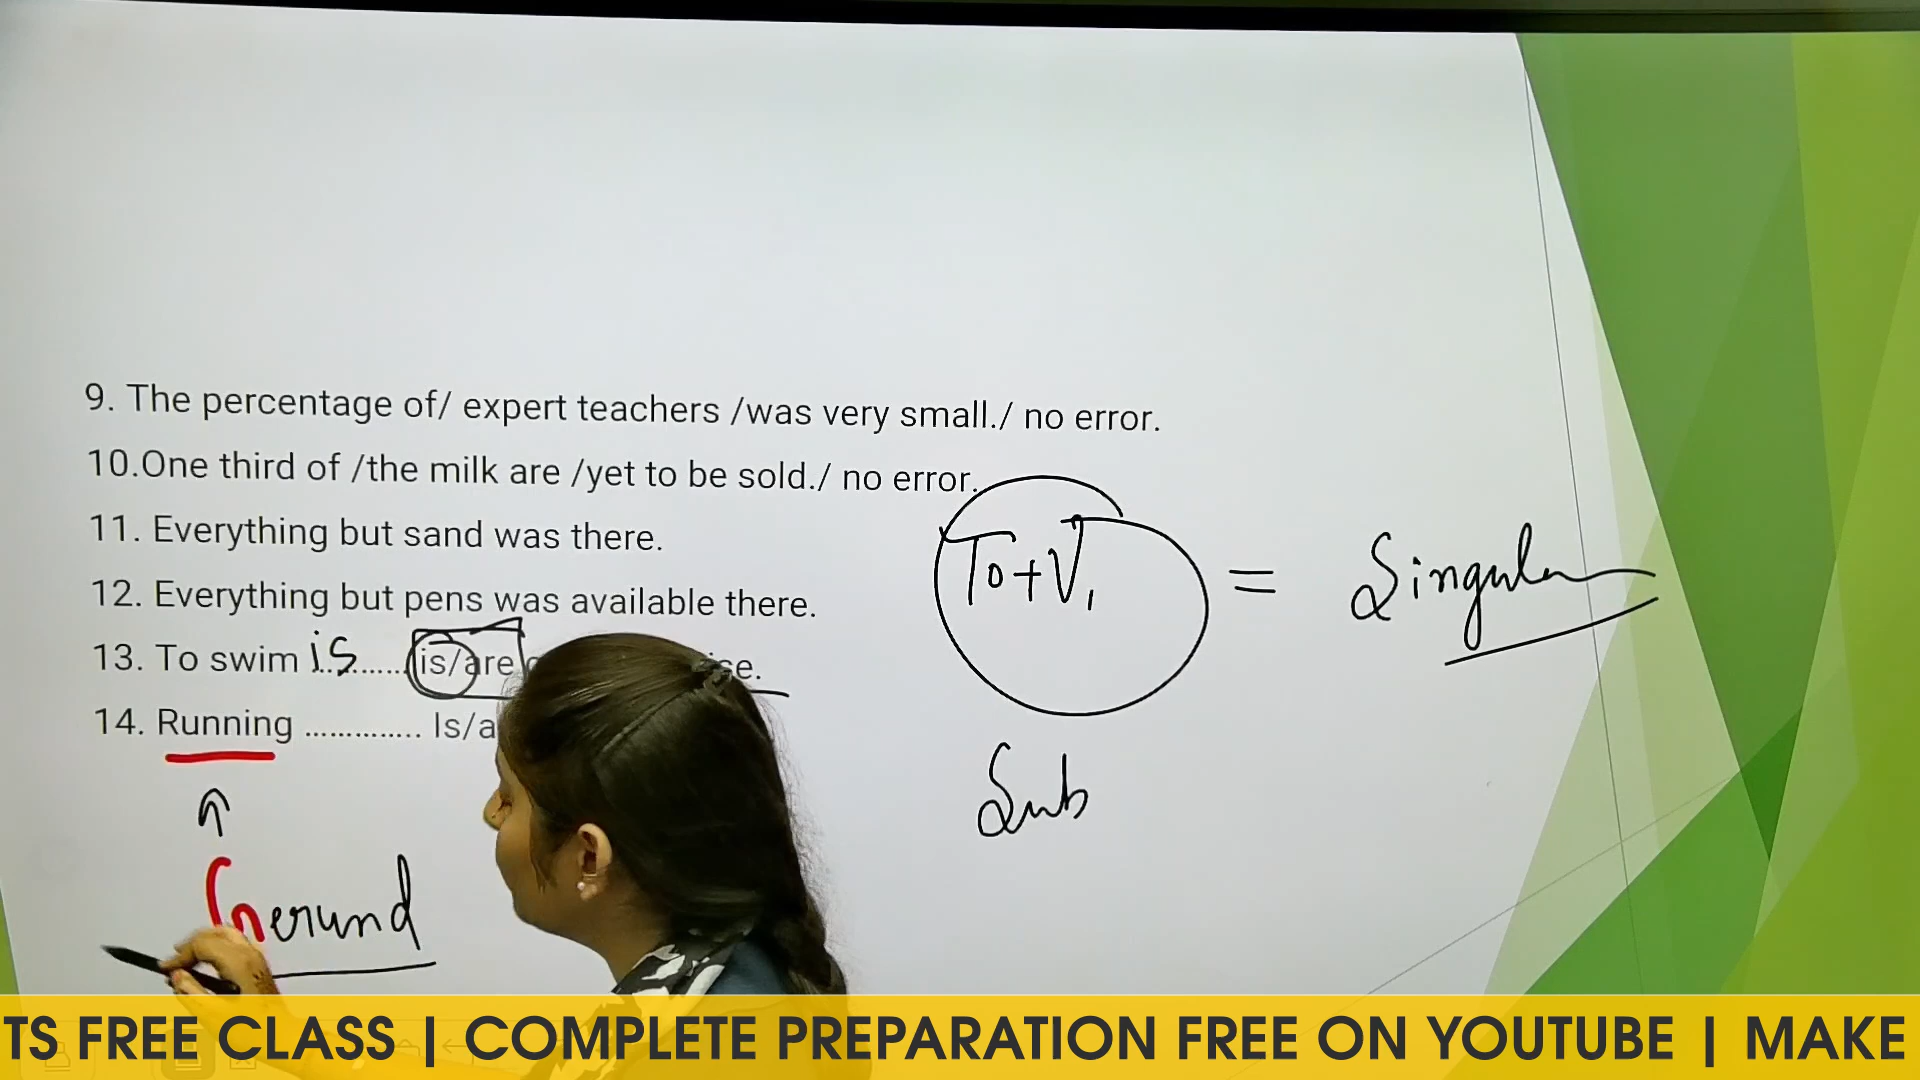 9. The percentage of/ expert teachers /was very small./ no error.
10.One third of /the milk are /yet to be sold./ no error.
11. Everything but sand was there.
12. Everything but pens was available there.
13. To swim is ......... is/are
14. Running ............. Is/a
To+V1 = Singular
Sub
Gerund
TS FREE CLASS | COMPLETE PREPARATION FREE ON YOUTUBE | MAKE